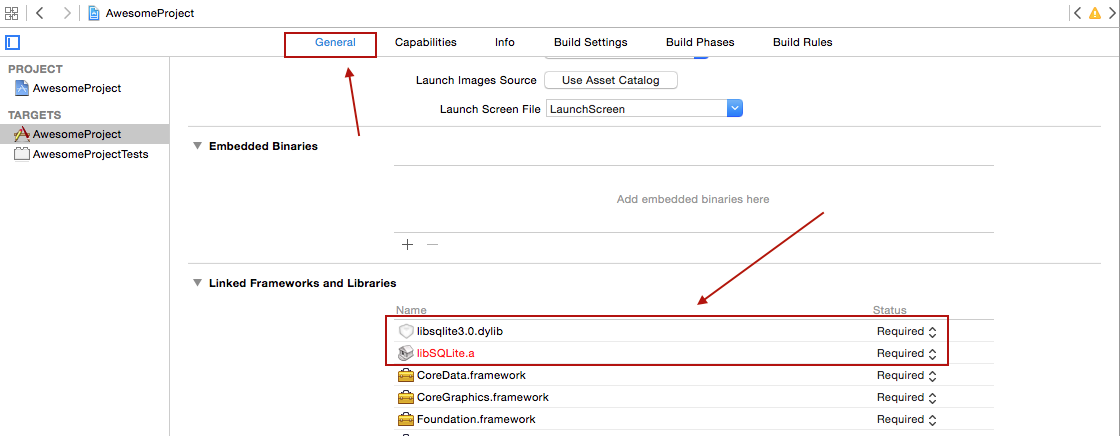 AwesomeProject
General Capabilities Info Build Settings Build Phases Build Rules
PROJECT
AwesomeProject
TARGETS
AwesomeProject
AwesomeProjectTests
Launch Images Source Use Asset Catalog
Launch Screen File LaunchScreen
Embedded Binaries
Add embedded binaries here
Linked Frameworks and Libraries
Name Status
libsqlite3.0.dylib Required
libSQLite.a Required
CoreData.framework Required
CoreGraphics.framework Required
Foundation.framework Required